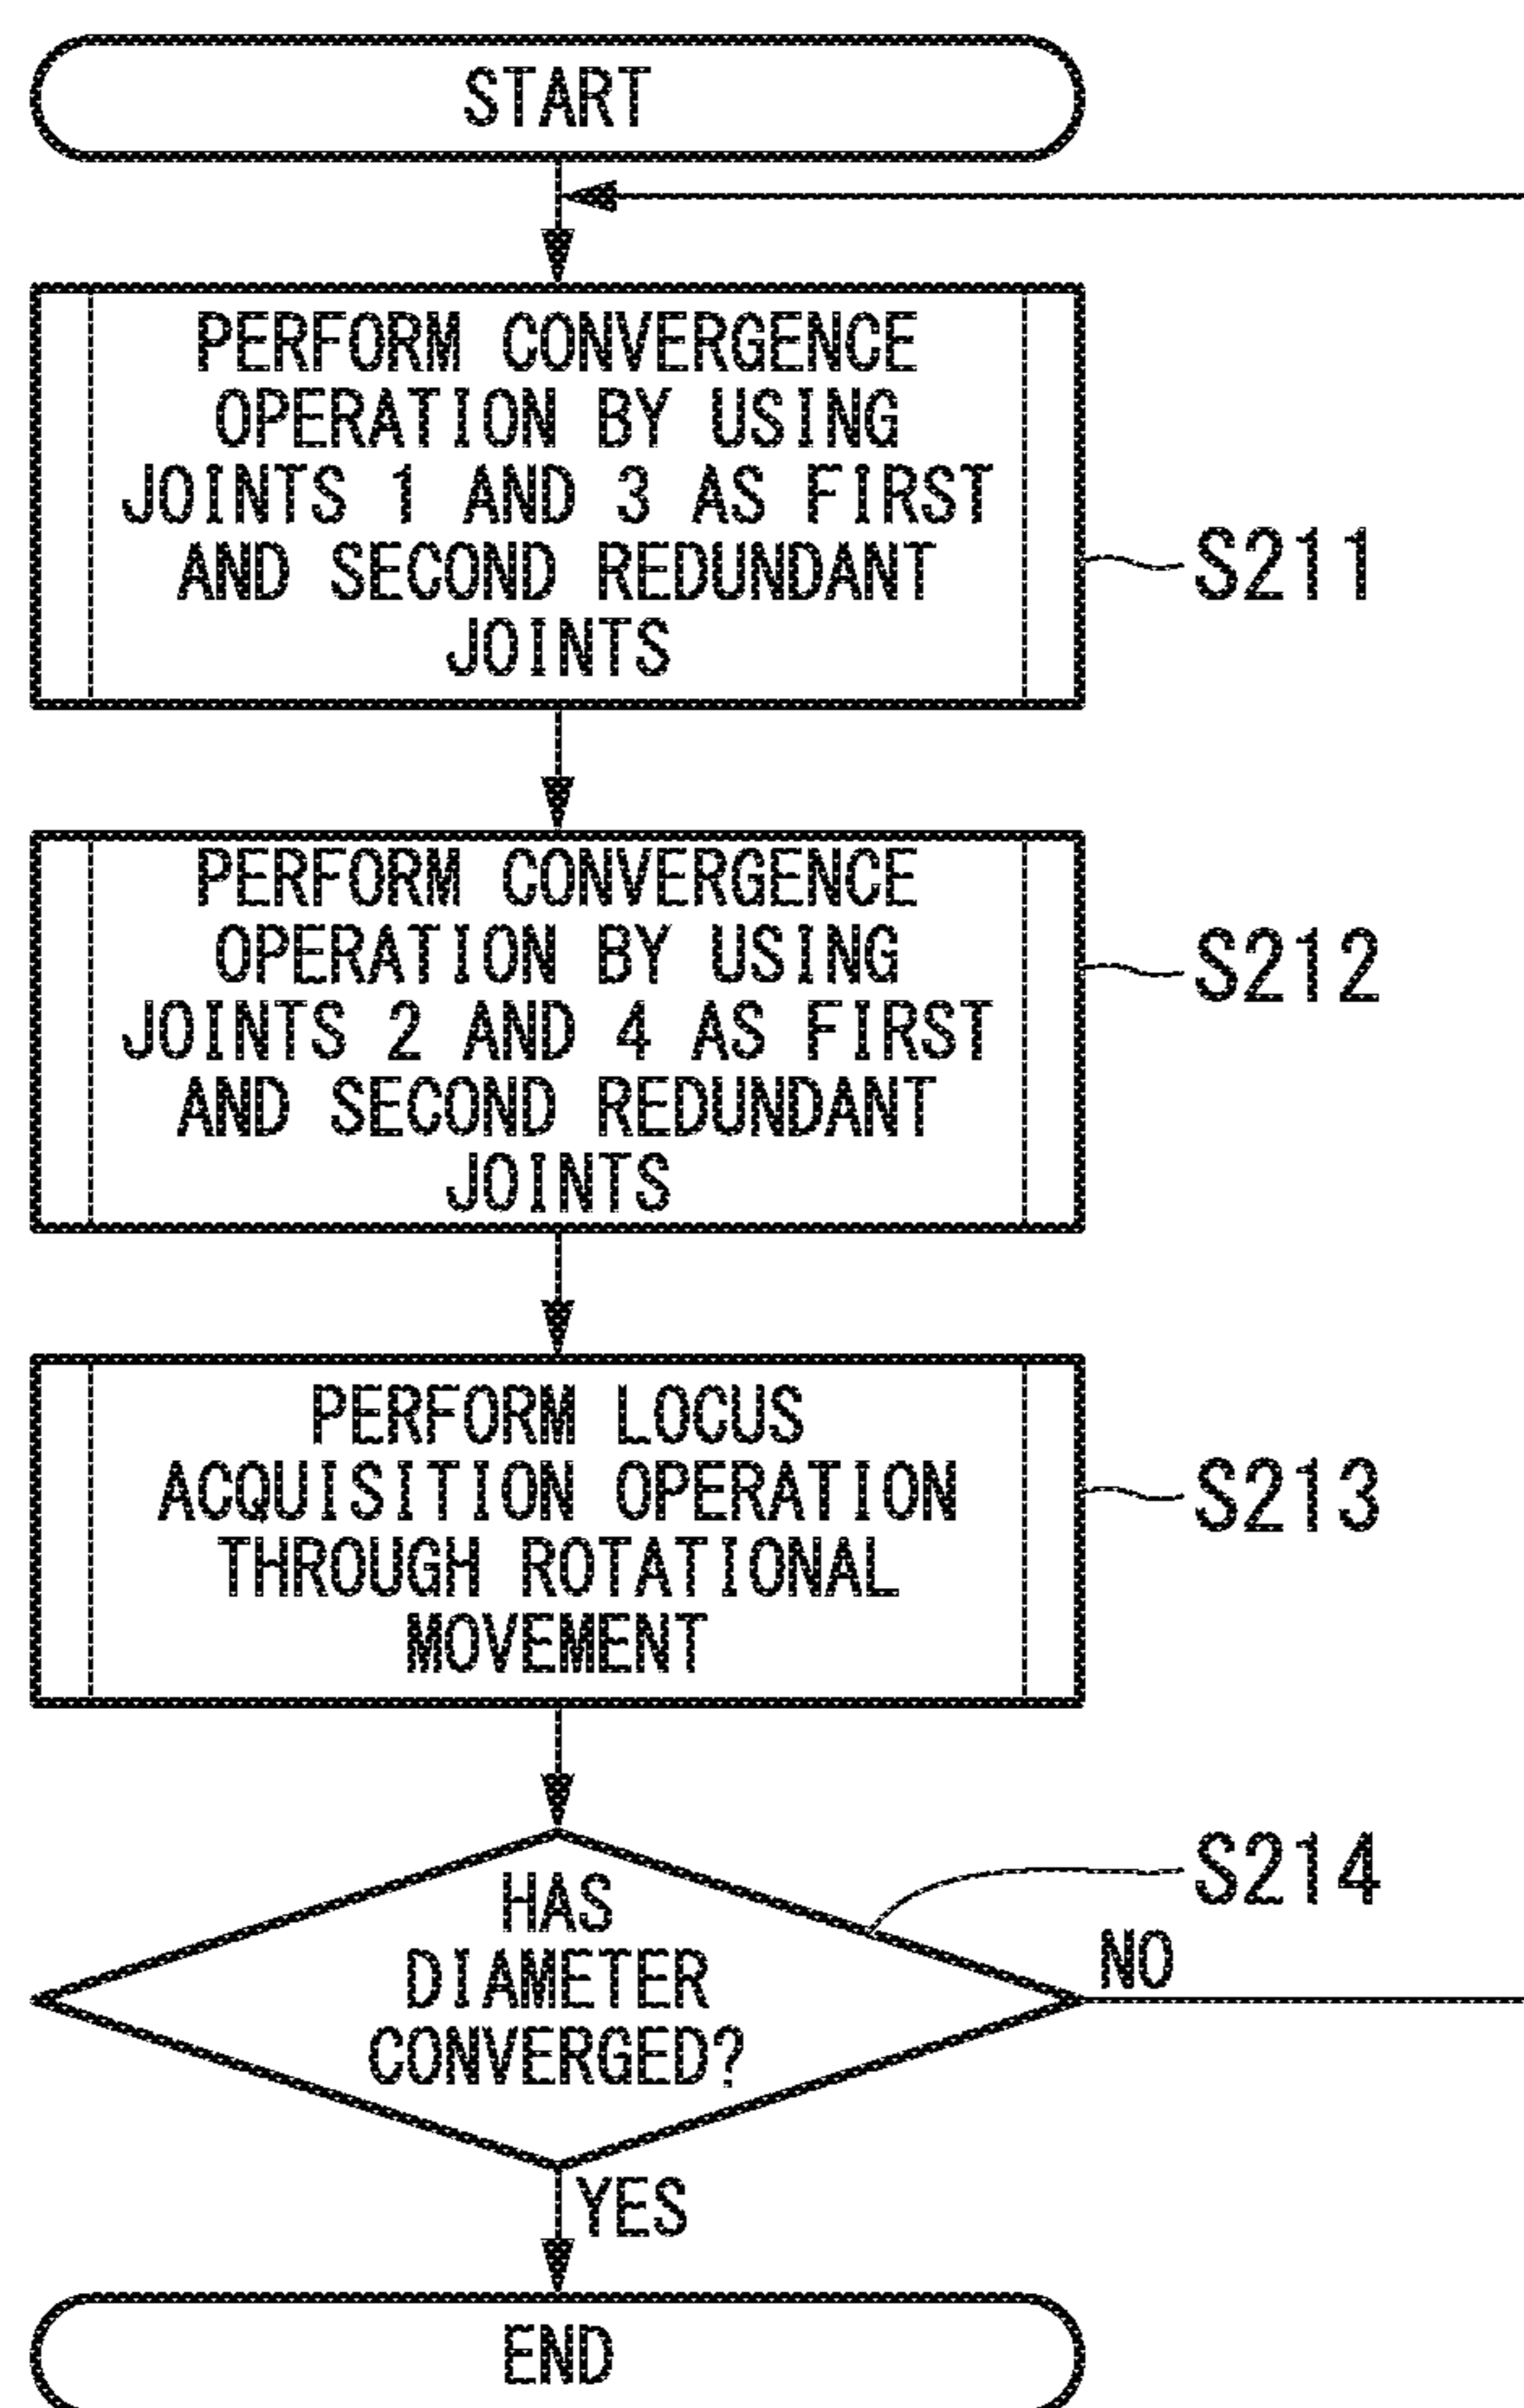 START
PERFORM CONVERGENCE
OPERATION BY USING
JOINTS 1 AND 3 AS FIRST
AND SECOND REDUNDANT
JOINTS
S211
PERFORM CONVERGENCE
OPERATION BY USING
JOINTS 2 AND 4 AS FIRST
AND SECOND REDUNDANT
JOINTS
S212
PERFORM LOCUS
ACQUISITION OPERATION
THROUGH ROTATIONAL
MOVEMENT
S213
HAS
DIAMETER
CONVERGED?
S214
NO
YES
END